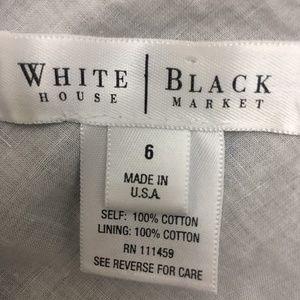 WHITE | BLACK
HOUSE | MARKET
6
MADE IN
U.S.A.
SELF: 100% COTTON
LINING: 100% COTTON
RN 111459
SEE REVERSE FOR CARE